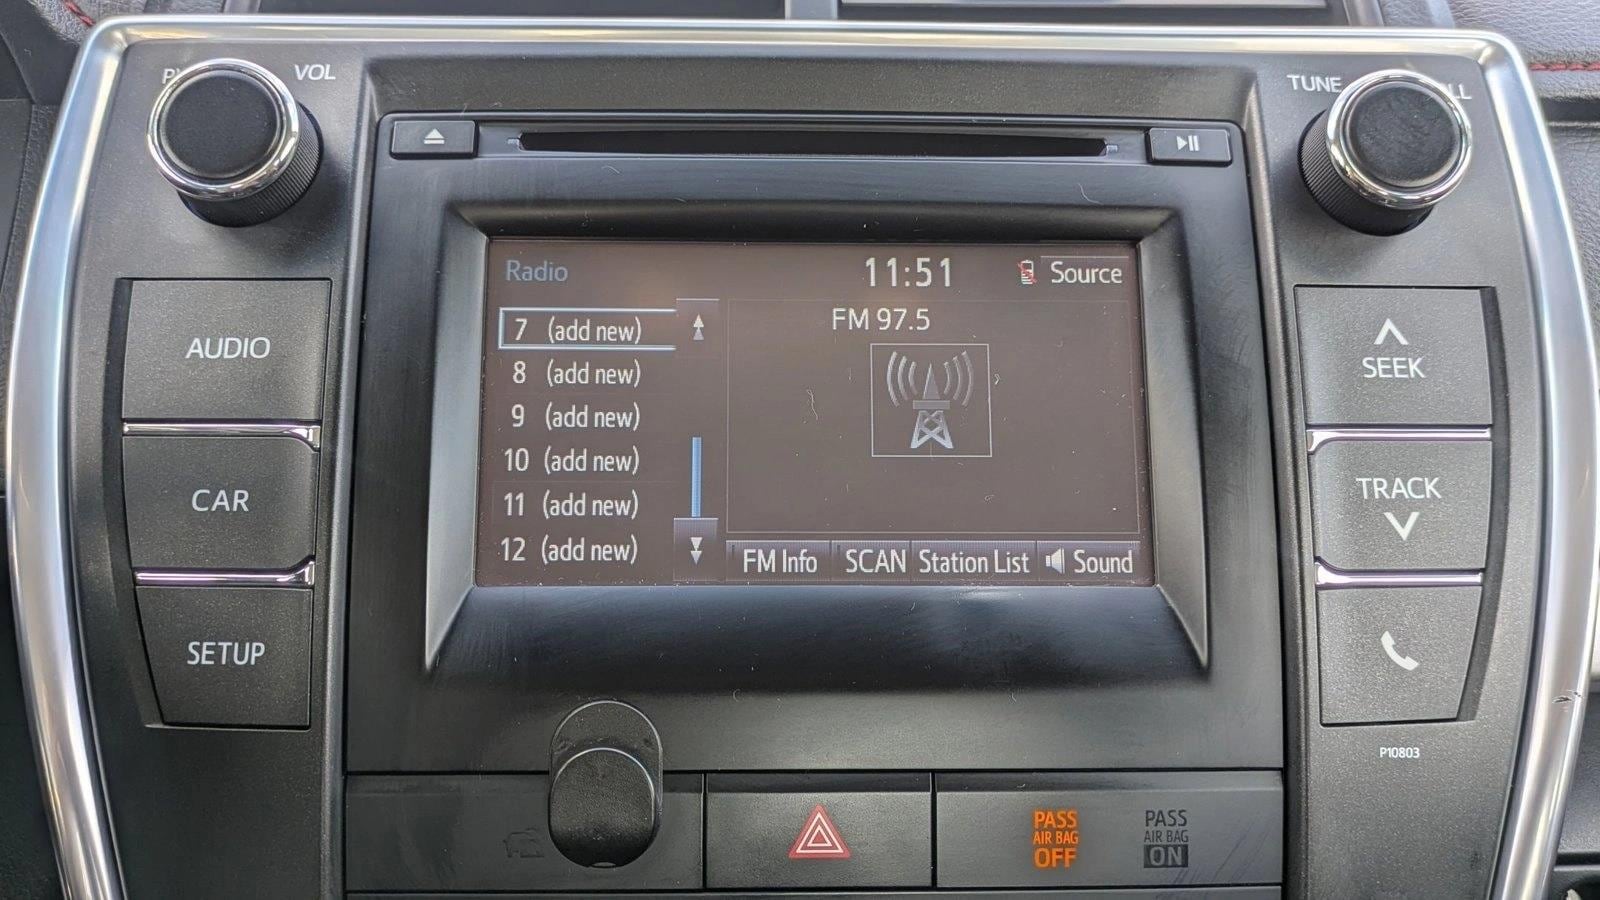 VOL
TUNE
Radio
11:51
Source
7 (add new)
8 (add new)
9 (add new)
10 (add new)
11 (add new)
12 (add new)
FM 97.5
FM Info
SCAN
Station List
Sound
AUDIO
CAR
SETUP
SEEK
TRACK
P10803
PASS
AIR BAG
OFF
PASS
AIR BAG
ON